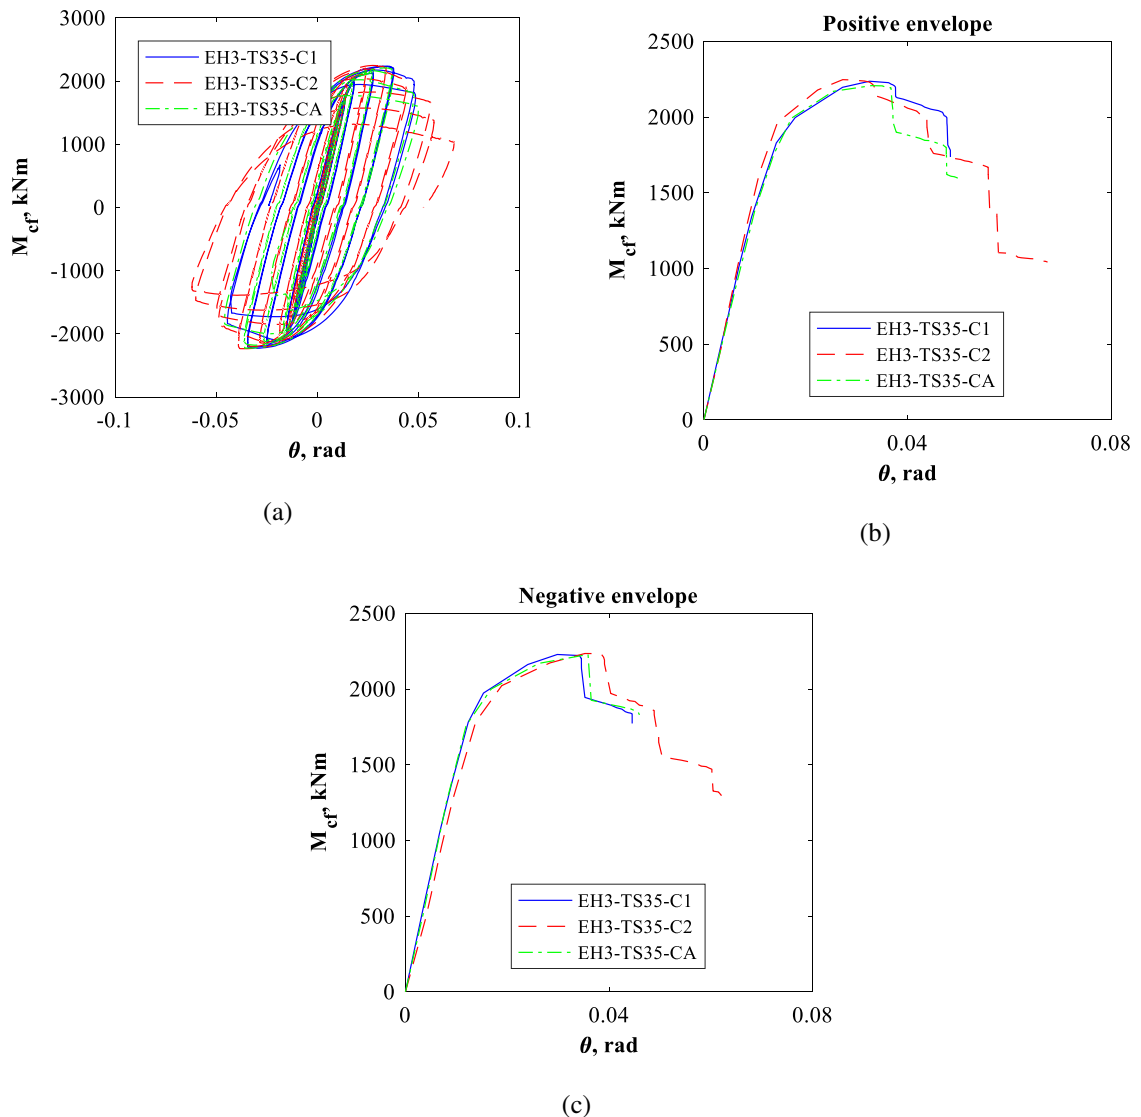 3000
2000
1000
0
-1000
-2000
-3000
-0.1
-0.05
0
0.05
0.1
M_cf, kNm
θ, rad
EH3-TS35-C1
EH3-TS35-C2
EH3-TS35-CA
(a)
Positive envelope
2500
2000
1500
1000
500
0
0
0.04
0.08
M_cf, kNm
θ, rad
EH3-TS35-C1
EH3-TS35-C2
EH3-TS35-CA
(b)
Negative envelope
2500
2000
1500
1000
500
0
0
0.04
0.08
M_cf, kNm
θ, rad
EH3-TS35-C1
EH3-TS35-C2
EH3-TS35-CA
(c)